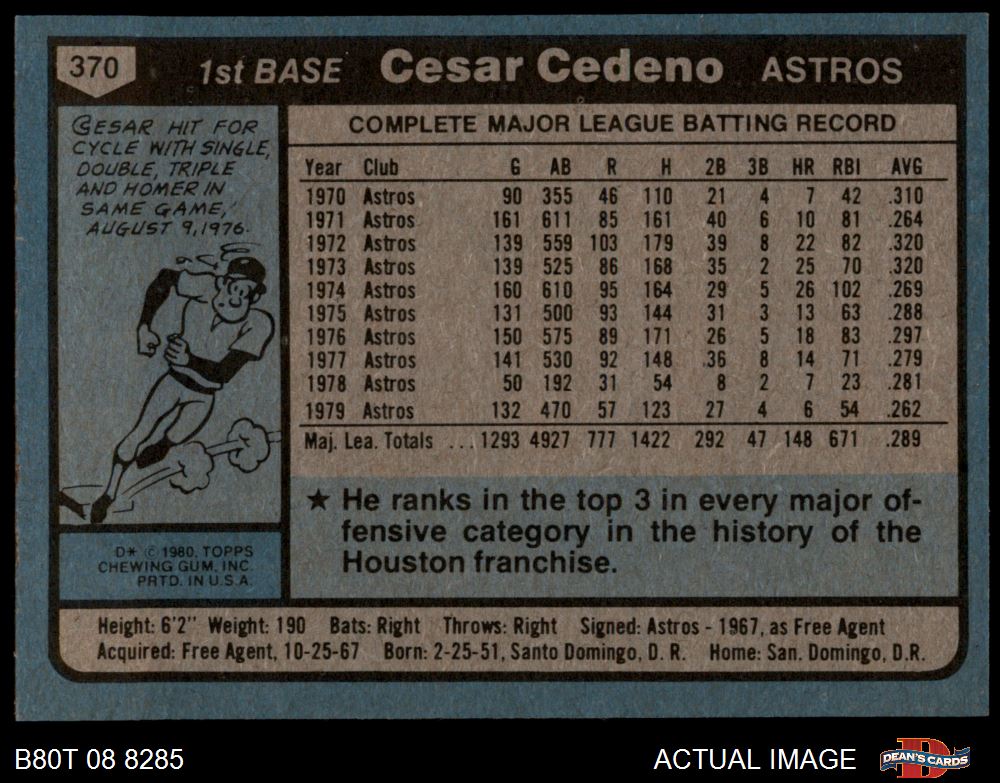 370 1st BASE Cesar Cedeno ASTROS
CESAR HIT FOR
CYCLE WITH SINGLE,
DOUBLE, TRIPLE
AND HOMER IN
SAME GAME,
AUGUST 9, 1976.
COMPLETE MAJOR LEAGUE BATTING RECORD
Year Club G AB R H 2B 3B HR RBI AVG
1970 Astros 90 355 46 110 21 4 7 42 .310
1971 Astros 161 611 85 161 40 6 10 81 .264
1972 Astros 139 559 103 179 39 8 22 82 .320
1973 Astros 139 525 86 168 35 2 25 70 .320
1974 Astros 160 610 95 164 29 5 26 102 .269
1975 Astros 131 500 93 144 31 3 13 63 .288
1976 Astros 150 575 89 171 26 5 18 83 .297
1977 Astros 141 530 92 148 36 8 14 71 .279
1978 Astros 50 192 31 54 8 2 7 23 .281
1979 Astros 132 470 57 123 27 4 6 54 .262
Maj. Lea. Totals ... 1293 4927 777 1422 292 47 148 671 .289
★ He ranks in the top 3 in every major of-
fensive category in the history of the
Houston franchise.
D* © 1980. TOPPS
CHEWING GUM, INC.
PRTD. IN U.S.A.
Height: 6'2" Weight: 190 Bats: Right Throws: Right Signed: Astros - 1967, as Free Agent
Acquired: Free Agent, 10-25-67 Born: 2-25-51, Santo Domingo, D. R. Home: San. Domingo, D.R.
B80T 08 8285 ACTUAL IMAGE DEAN'S CARDS